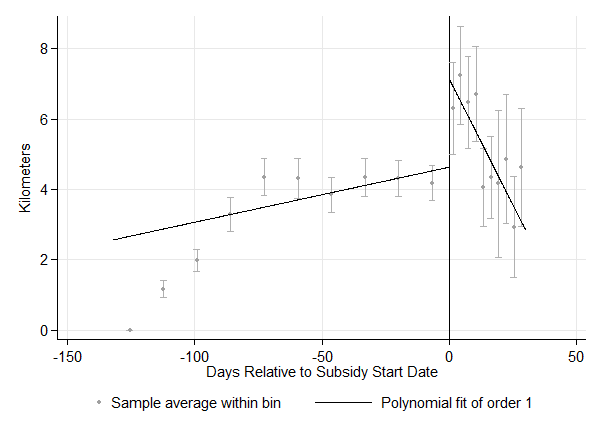 8
6
4
2
0
Kilometers
-150 -100 -50 0 50
Days Relative to Subsidy Start Date
Sample average within bin Polynomial fit of order 1